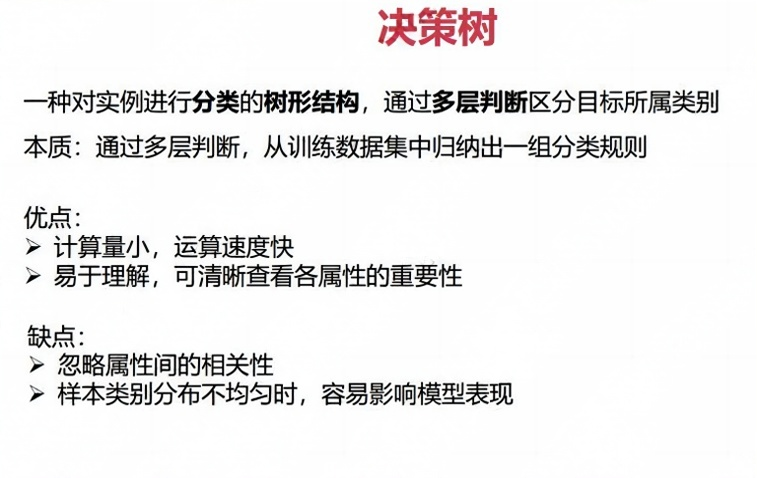 决策树
一种对实例进行分类的树形结构，通过多层判断区分目标所属类别
本质：通过多层判断，从训练数据集中归纳出一组分类规则
优点：
➢ 计算量小，运算速度快
➢ 易于理解，可清晰查看各属性的重要性
缺点：
➢ 忽略属性间的相关性
➢ 样本类别分布不均匀时，容易影响模型表现